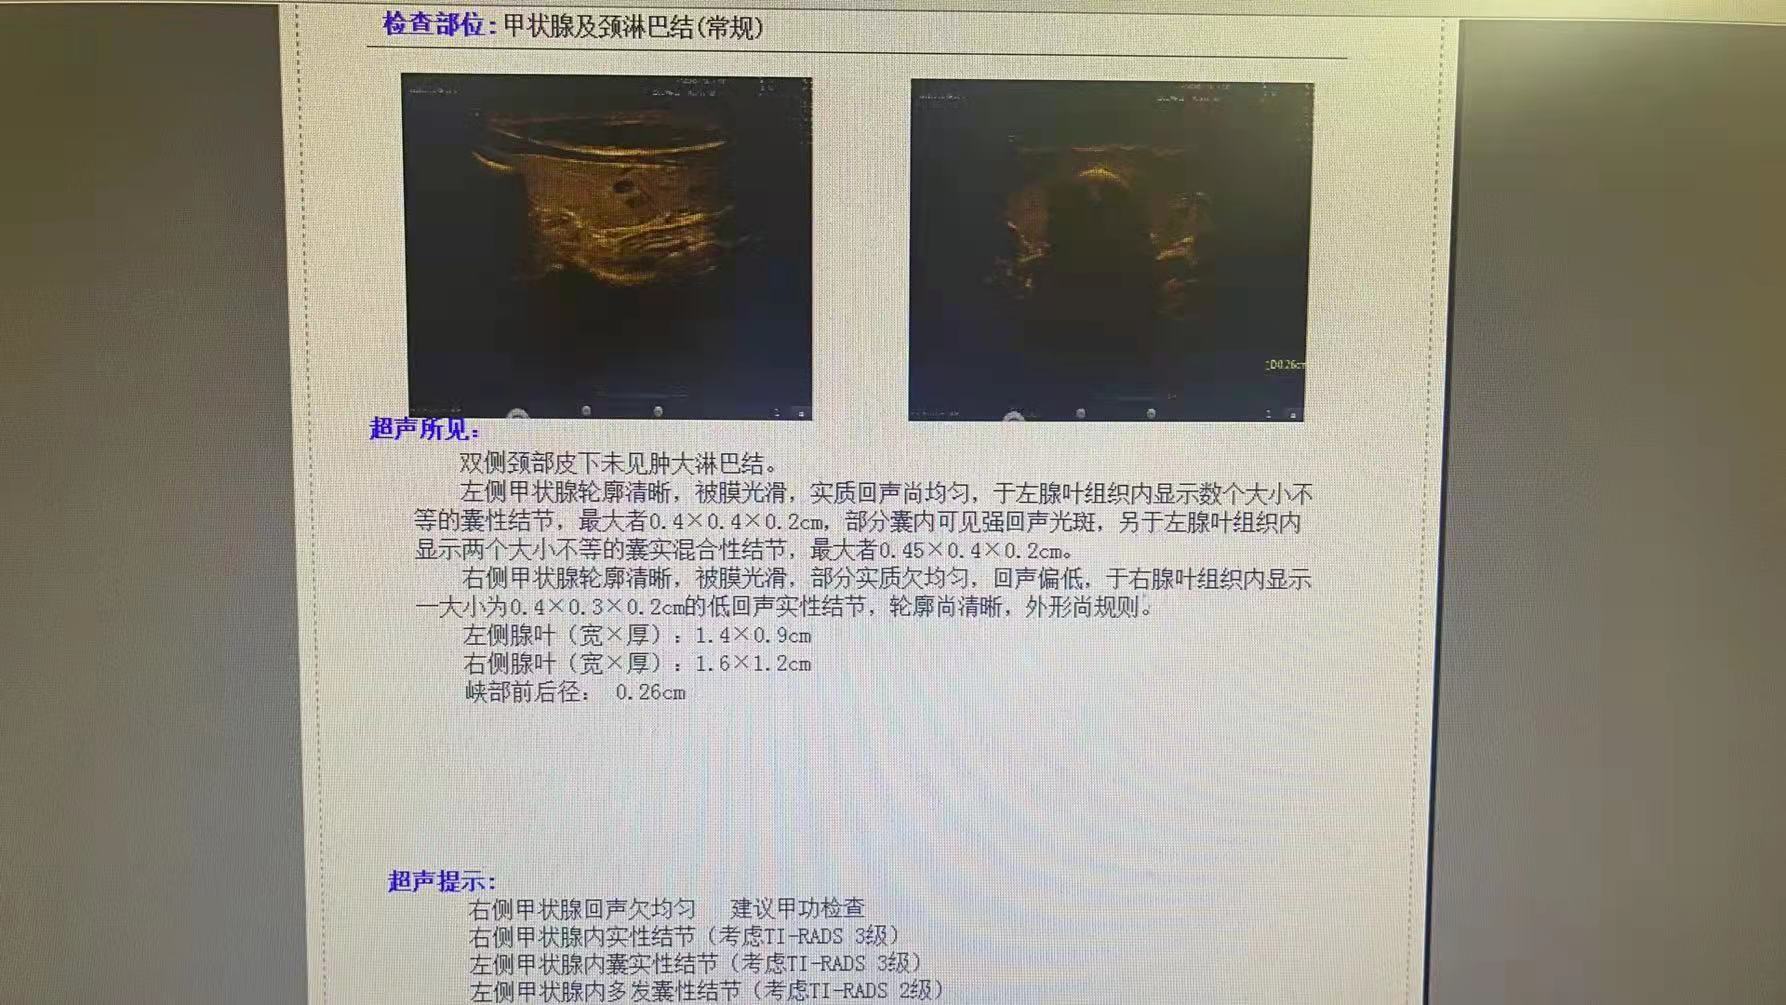 检查部位:甲状腺及颈淋巴结(常规)
D0.26cm
超声所见:
双侧颈部皮下未见肿大淋巴结。
左侧甲状腺轮廓清晰，被膜光滑，实质回声尚均匀，于左腺叶组织内显示数个大小不
等的囊性结节，最大者0.4×0.4×0.2cm，部分囊内可见强回声光斑，另于左腺叶组织内
显示两个大小不等的囊实混合性结节，最大者0.45×0.4×0.2cm。
右侧甲状腺轮廓清晰，被膜光滑，部分实质欠均匀，回声偏低，于右腺叶组织内显示
一大小为0.4×0.3×0.2cm的低回声实性结节，轮廓尚清晰，外形尚规则。
左侧腺叶（宽×厚）：1.4×0.9cm
右侧腺叶（宽×厚）：1.6×1.2cm
峡部前后径： 0.26cm
超声提示:
右侧甲状腺回声欠均匀 建议甲功检查
右侧甲状腺内实性结节（考虑TI-RADS 3级）
左侧甲状腺内囊实性结节（考虑TI-RADS 3级）
左侧甲状腺内多发囊性结节（考虑TI-RADS 2级）